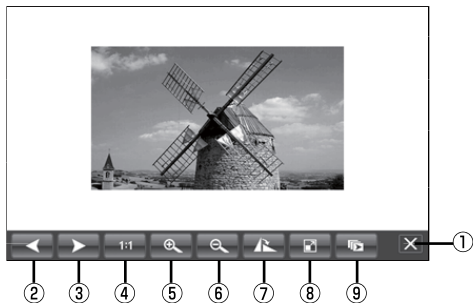 1:1
①
② ③ ④ ⑤ ⑥ ⑦ ⑧ ⑨